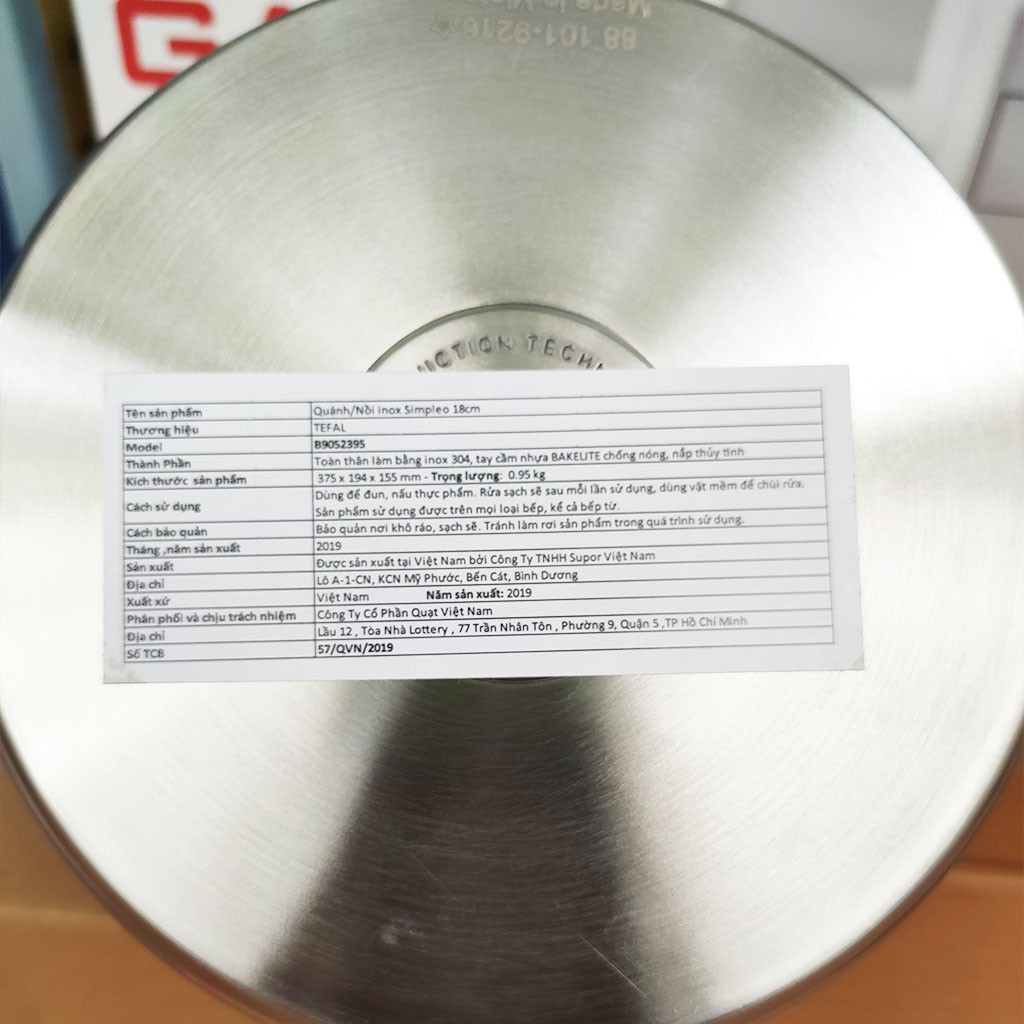 GA
88 101-9216
Made in Vi
UCTION TECH
Tên sản phẩm Quánh/Nồi inox Simpleo 18cm
Thương hiệu TEFAL
Model B9052395
Thành Phần Toàn thân làm bằng inox 304, tay cầm nhựa BAKELITE chống nóng, nắp thủy tinh
Kích thước sản phẩm 375 x 194 x 155 mm - Trọng lượng: 0.95 kg
Cách sử dụng Dùng để đun, nấu thực phẩm. Rửa sạch sẽ sau mỗi lần sử dụng, dùng vật mềm để chùi rửa.
Sản phẩm sử dụng được trên mọi loại bếp, kể cả bếp từ.
Cách bảo quản Bảo quản nơi khô ráo, sạch sẽ. Tránh làm rơi sản phẩm trong quá trình sử dụng.
Tháng ,năm sản xuất 2019
Sản xuất Được sản xuất tại Việt Nam bởi Công Ty TNHH Supor Việt Nam
Địa chỉ Lô A-1-CN, KCN Mỹ Phước, Bến Cát, Bình Dương
Xuất xứ Việt Nam Năm sản xuất: 2019
Phân phối và chịu trách nhiệm Công Ty Cổ Phần Quạt Việt Nam
Địa chỉ Lầu 12 , Tòa Nhà Lottery , 77 Trần Nhân Tôn , Phường 9, Quận 5 ,TP Hồ Chí Minh
Số TCB 57/QVN/2019